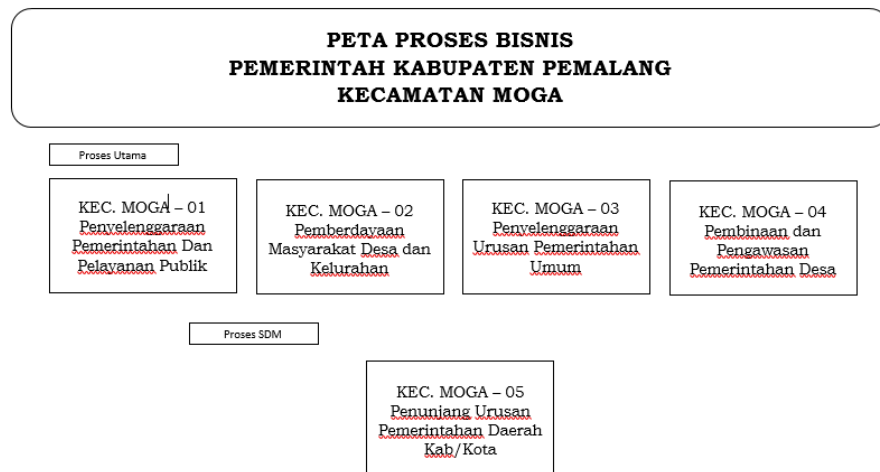 PETA PROSES BISNIS
PEMERINTAH KABUPATEN PEMALANG
KECAMATAN MOGA
Proses Utama
KEC. MOGA – 01
Penyelenggaraan
Pemerintahan Dan
Pelayanan Publik
KEC. MOGA – 02
Pemberdayaan
Masyarakat Desa dan
Kelurahan
KEC. MOGA – 03
Penyelenggaraan
Urusan Pemerintahan
Umum
KEC. MOGA – 04
Pembinaan dan
Pengawasan
Pemerintahan Desa
Proses SDM
KEC. MOGA – 05
Penunjang Urusan
Pemerintahan Daerah
Kab/Kota